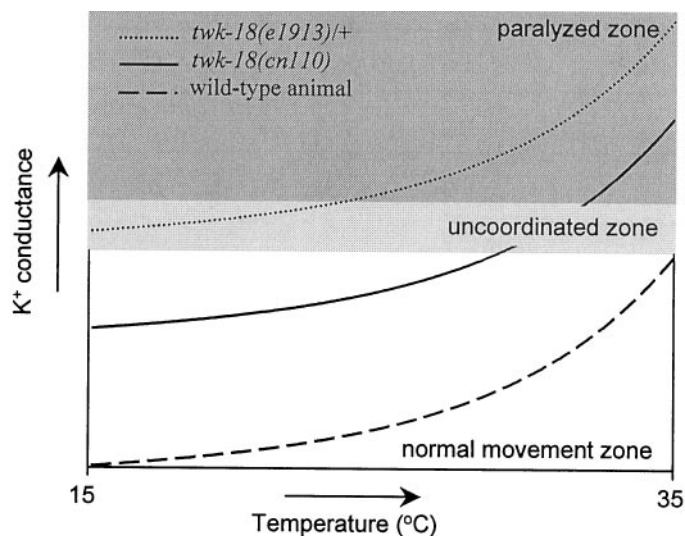 twk-18(e1913)/+
paralyzed zone
twk-18(cn110)
wild-type animal
uncoordinated zone
K+ conductance
normal movement zone
15
35
Temperature (°C)